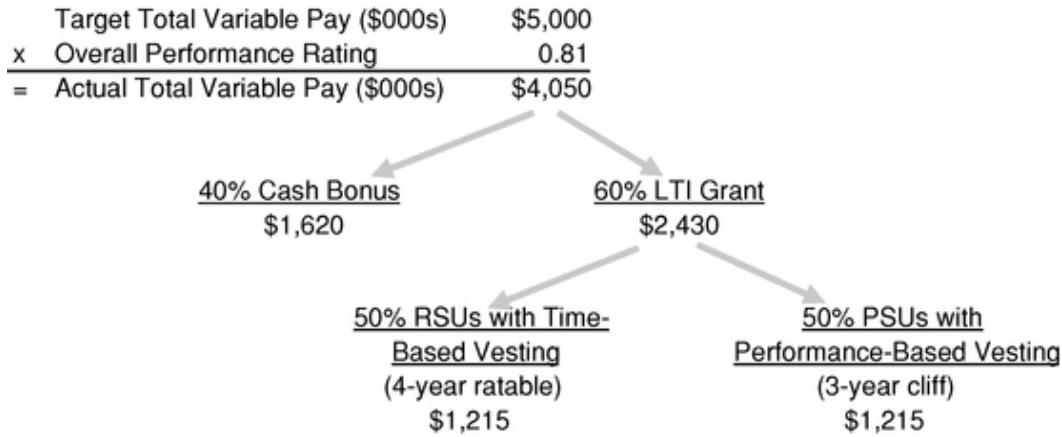 Target Total Variable Pay ($000s) $5,000
x Overall Performance Rating 0.81
= Actual Total Variable Pay ($000s) $4,050
40% Cash Bonus
$1,620
60% LTI Grant
$2,430
50% RSUs with Time-
Based Vesting
(4-year ratable)
$1,215
50% PSUs with
Performance-Based Vesting
(3-year cliff)
$1,215